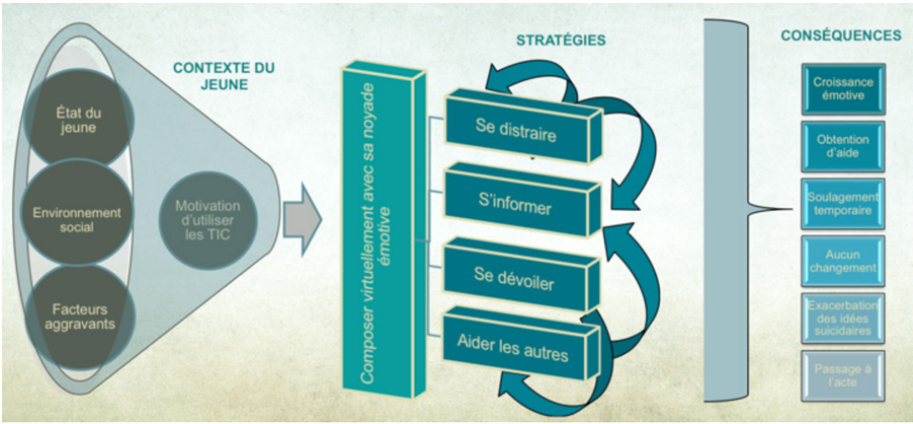 CONTEXTE DU
JEUNE
État du
jeune
Environnement
social
Facteurs
aggravants
Motivation
d'utiliser
les TIC
Composer virtuellement avec sa noyade
émotive
STRATÉGIES
Se distraire
S'informer
Se dévoiler
Aider les autres
CONSÉQUENCES
Croissance
émotive
Obtention
d'aide
Soulagement
temporaire
Aucun
changement
Exacerbation
des idées
suicidaires
Passage à
l'acte